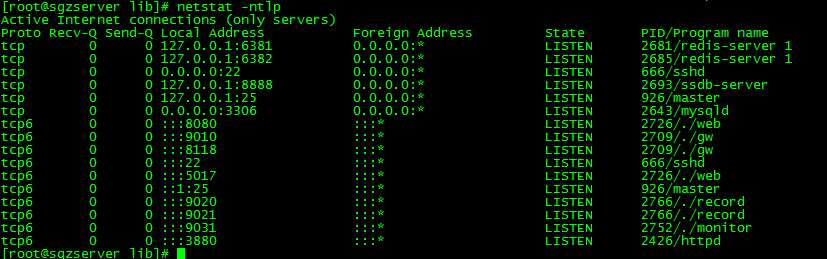 [root@sgzserver lib]# netstat -ntlp
Active Internet connections (only servers)
Proto Recv-Q Send-Q Local Address Foreign Address State PID/Program name
tcp 0 0 127.0.0.1:6381 0.0.0.0:* LISTEN 2681/redis-server 1
tcp 0 0 127.0.0.1:6382 0.0.0.0:* LISTEN 2685/redis-server 1
tcp 0 0 0.0.0.0:22 0.0.0.0:* LISTEN 666/sshd
tcp 0 0 127.0.0.1:8888 0.0.0.0:* LISTEN 2693/ssdb-server
tcp 0 0 127.0.0.1:25 0.0.0.0:* LISTEN 926/master
tcp 0 0 0.0.0.0:3306 0.0.0.0:* LISTEN 2643/mysqld
tcp6 0 0 :::8080 :::* LISTEN 2726/./web
tcp6 0 0 :::9010 :::* LISTEN 2709/./gw
tcp6 0 0 :::8118 :::* LISTEN 2709/./gw
tcp6 0 0 :::22 :::* LISTEN 666/sshd
tcp6 0 0 :::5017 :::* LISTEN 2726/./web
tcp6 0 0 ::1:25 :::* LISTEN 926/master
tcp6 0 0 :::9020 :::* LISTEN 2766/./record
tcp6 0 0 :::9021 :::* LISTEN 2766/./record
tcp6 0 0 :::9031 :::* LISTEN 2752/./monitor
tcp6 0 0 :::3880 :::* LISTEN 2426/httpd
[root@sgzserver lib]#